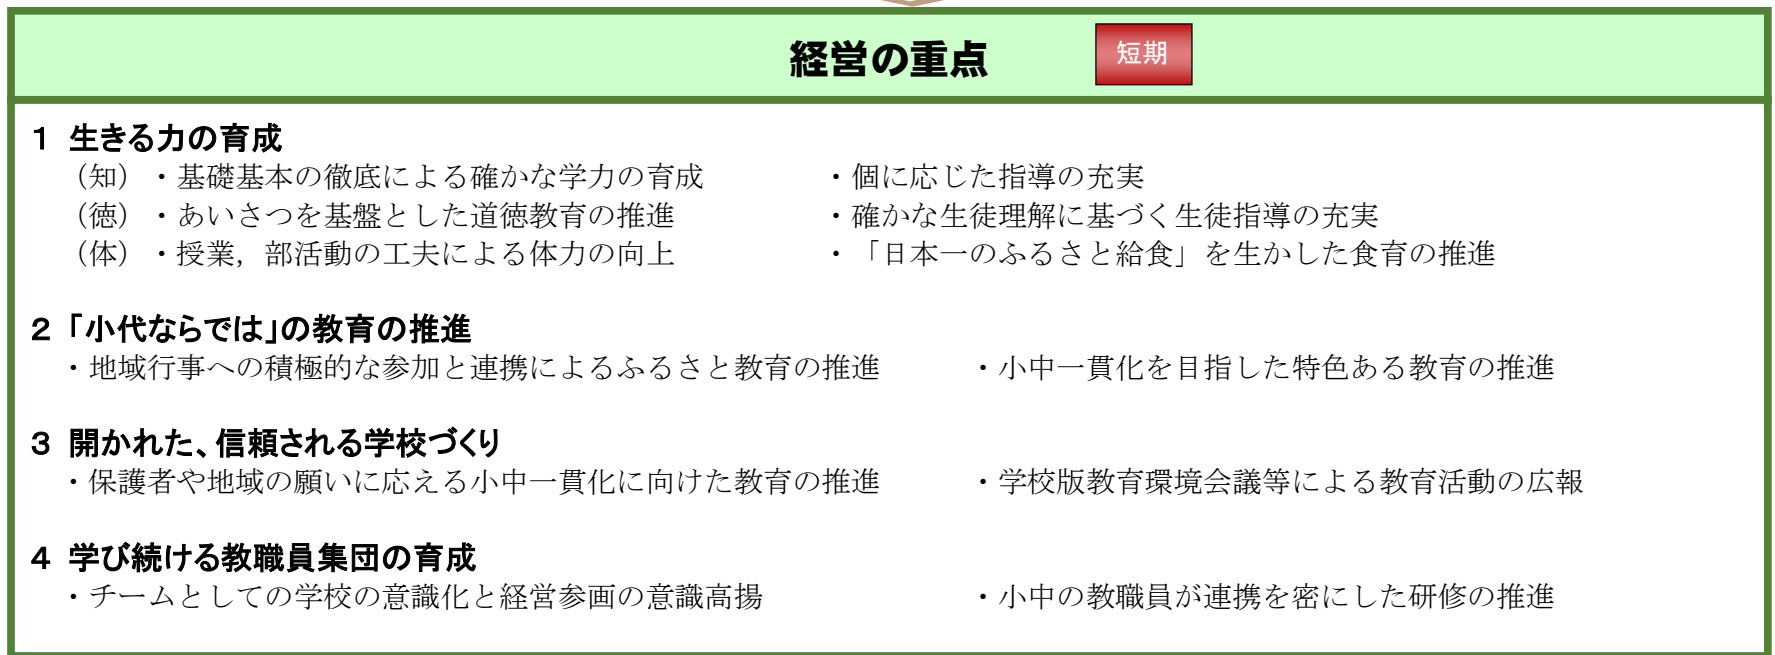 経営の重点 短期
１ 生きる力の育成
（知）・基礎基本の徹底による確かな学力の育成 ・個に応じた指導の充実
（徳）・あいさつを基盤とした道徳教育の推進 ・確かな生徒理解に基づく生徒指導の充実
（体）・授業，部活動の工夫による体力の向上 ・「日本一のふるさと給食」を生かした食育の推進
２ 「小代ならでは」の教育の推進
・地域行事への積極的な参加と連携によるふるさと教育の推進 ・小中一貫化を目指した特色ある教育の推進
３ 開かれた、信頼される学校づくり
・保護者や地域の願いに応える小中一貫化に向けた教育の推進 ・学校版教育環境会議等による教育活動の広報
４ 学び続ける教職員集団の育成
・チームとしての学校の意識化と経営参画の意識高揚 ・小中の教職員が連携を密にした研修の推進